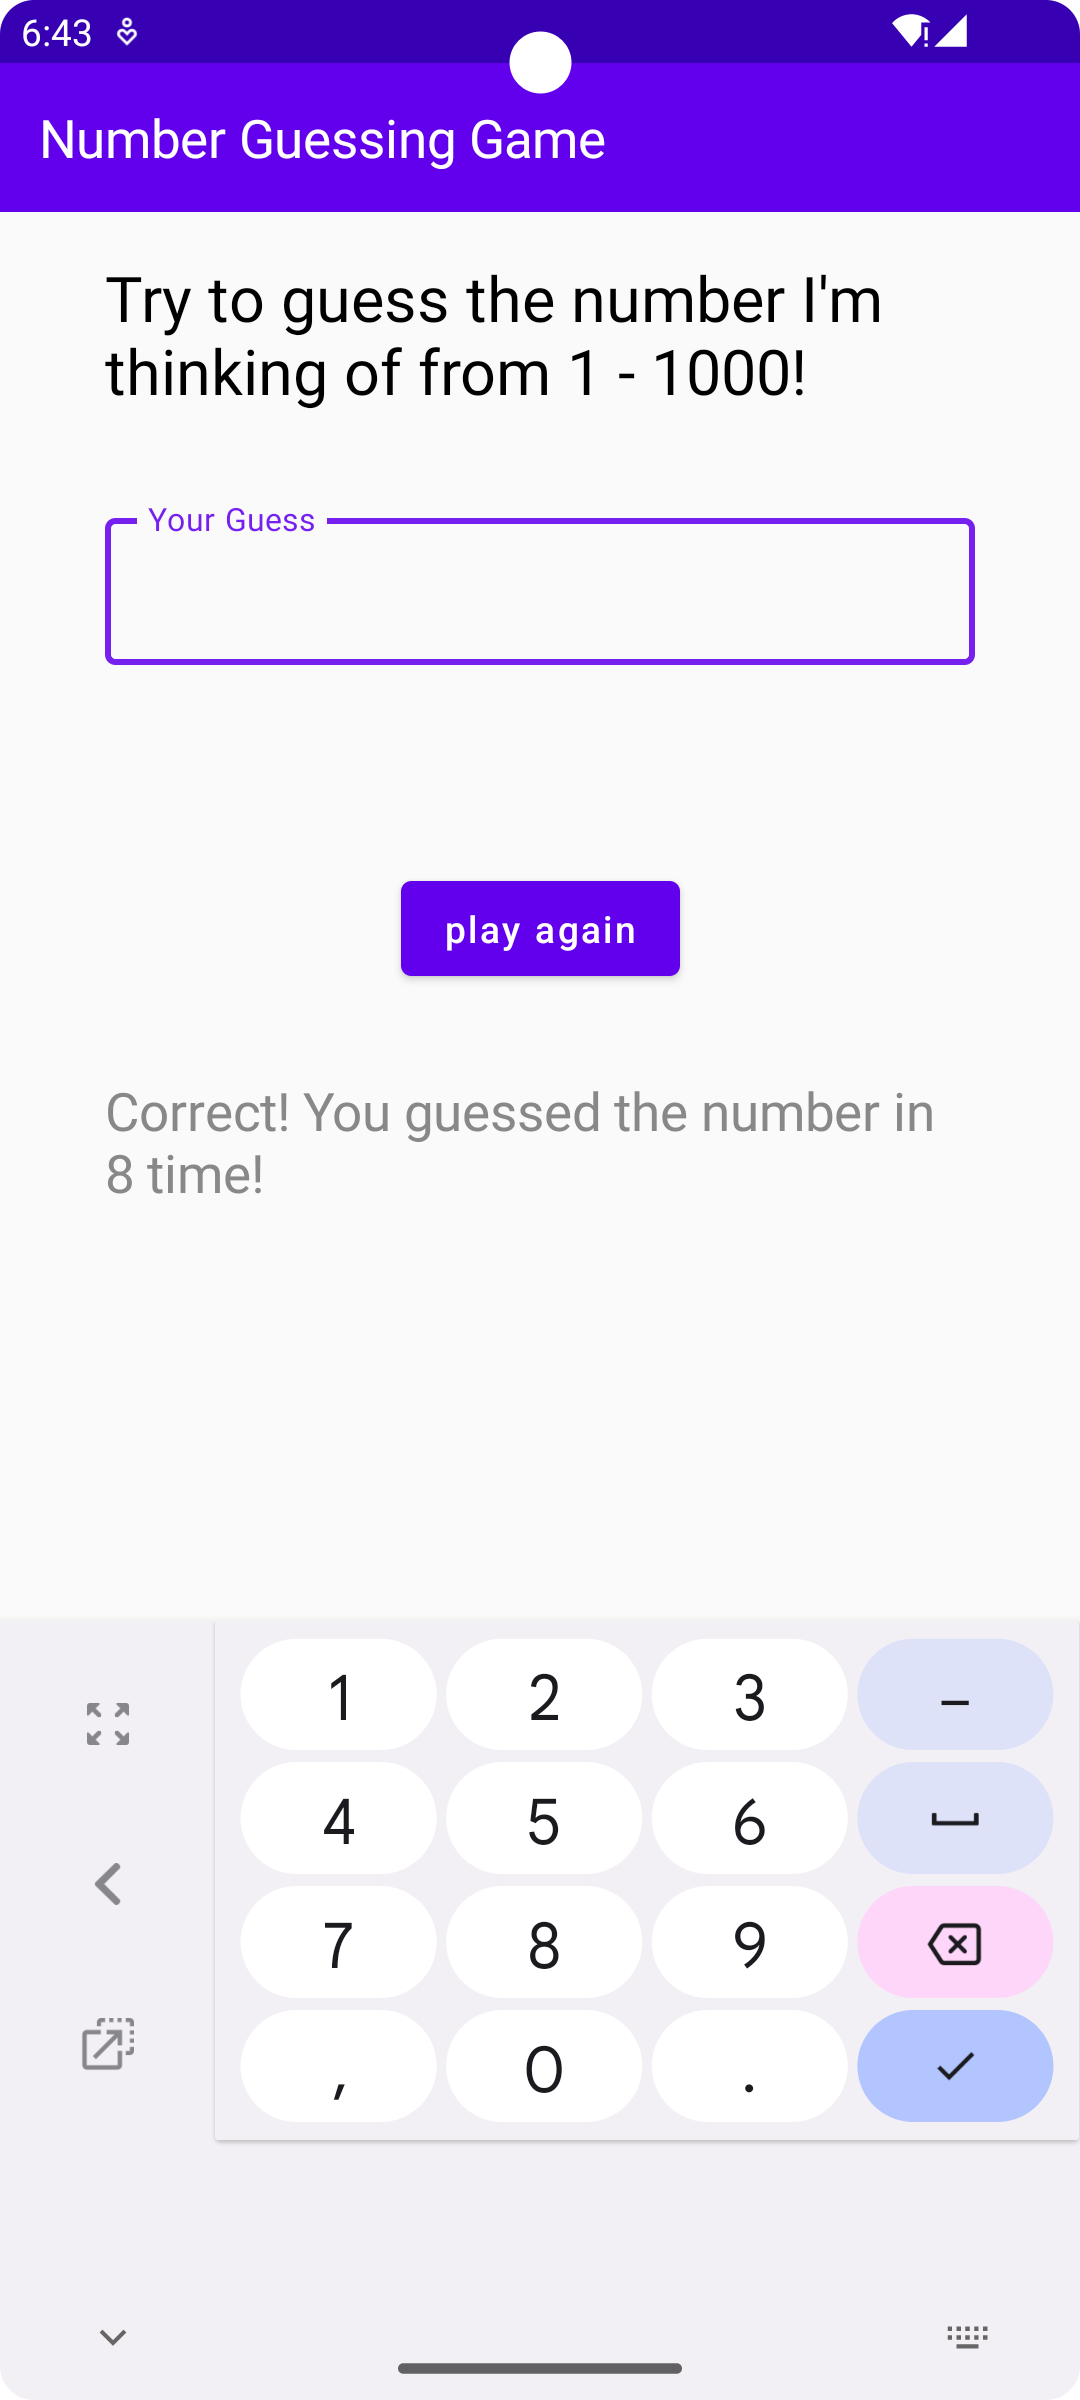 6:43
Number Guessing Game
Try to guess the number I'm
thinking of from 1 - 1000!
Your Guess
play again
Correct! You guessed the number in
8 time!
1 2 3 –
4 5 6
7 8 9
, 0 .